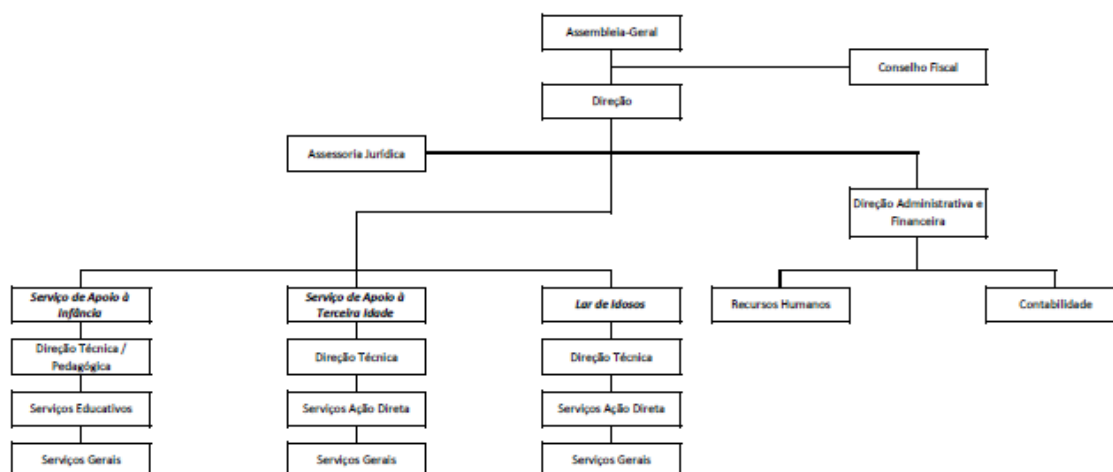 Assembleia-Geral
Conselho Fiscal
Direção
Assessoria Jurídica
Direção Administrativa e
Financeira
Serviço de Apoio à
Infância
Serviço de Apoio à
Terceira Idade
Lar de Idosos
Recursos Humanos
Contabilidade
Direção Técnica /
Pedagógica
Direção Técnica
Direção Técnica
Serviços Educativos
Serviços Ação Direta
Serviços Ação Direta
Serviços Gerais
Serviços Gerais
Serviços Gerais